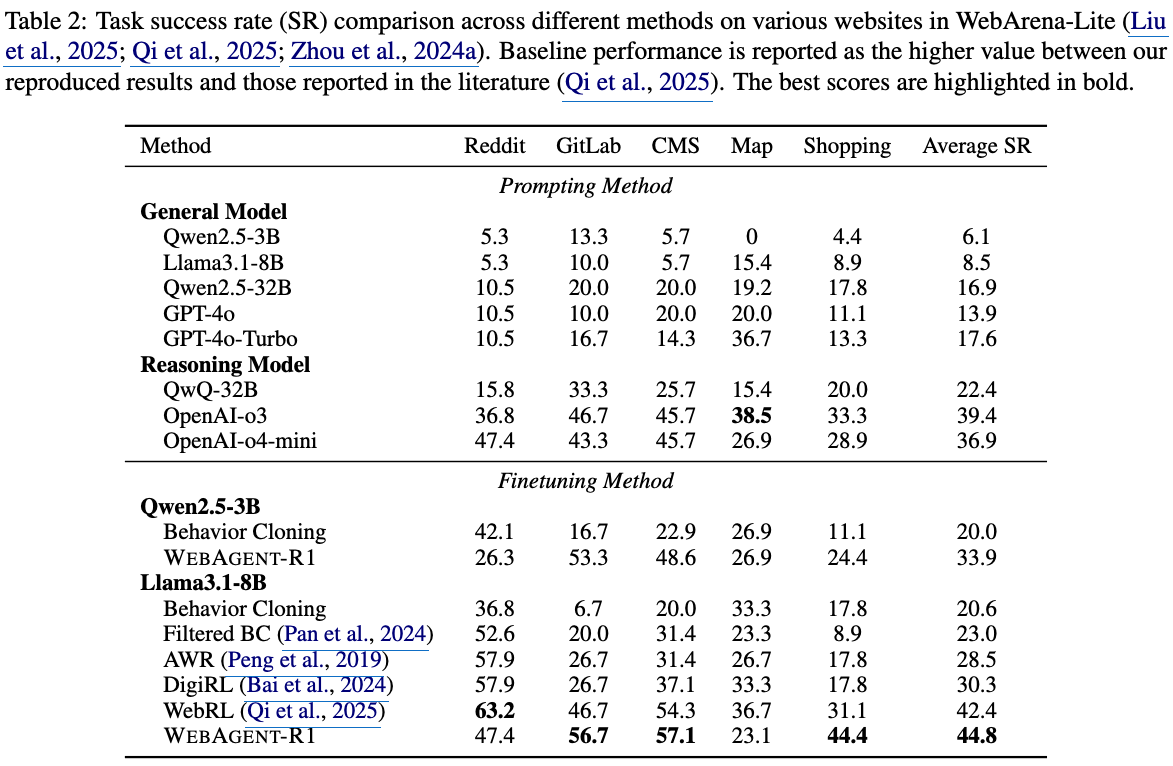 Table 2: Task success rate (SR) comparison across different methods on various websites in WebArena-Lite (Liu
et al., 2025; Qi et al., 2025; Zhou et al., 2024a). Baseline performance is reported as the higher value between our
reproduced results and those reported in the literature (Qi et al., 2025). The best scores are highlighted in bold.
Method Reddit GitLab CMS Map Shopping Average SR
Prompting Method
General Model
Qwen2.5-3B 5.3 13.3 5.7 0 4.4 6.1
Llama3.1-8B 5.3 10.0 5.7 15.4 8.9 8.5
Qwen2.5-32B 10.5 20.0 20.0 19.2 17.8 16.9
GPT-4o 10.5 10.0 20.0 20.0 11.1 13.9
GPT-4o-Turbo 10.5 16.7 14.3 36.7 13.3 17.6
Reasoning Model
QwQ-32B 15.8 33.3 25.7 15.4 20.0 22.4
OpenAI-o3 36.8 46.7 45.7 38.5 33.3 39.4
OpenAI-o4-mini 47.4 43.3 45.7 26.9 28.9 36.9
Finetuning Method
Qwen2.5-3B
Behavior Cloning 42.1 16.7 22.9 26.9 11.1 20.0
WEBAGENT-R1 26.3 53.3 48.6 26.9 24.4 33.9
Llama3.1-8B
Behavior Cloning 36.8 6.7 20.0 33.3 17.8 20.6
Filtered BC (Pan et al., 2024) 52.6 20.0 31.4 23.3 8.9 23.0
AWR (Peng et al., 2019) 57.9 26.7 31.4 26.7 17.8 28.5
DigiRL (Bai et al., 2024) 57.9 26.7 37.1 33.3 17.8 30.3
WebRL (Qi et al., 2025) 63.2 46.7 54.3 36.7 31.1 42.4
WEBAGENT-R1 47.4 56.7 57.1 23.1 44.4 44.8